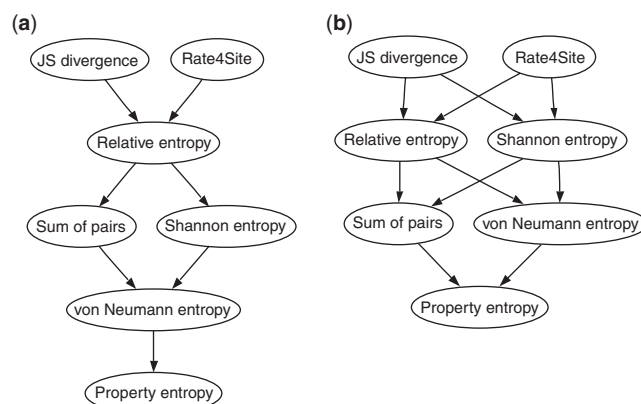 (a)
JS divergence
Rate4Site
Relative entropy
Sum of pairs
Shannon entropy
von Neumann entropy
Property entropy
(b)
JS divergence
Rate4Site
Relative entropy
Shannon entropy
Sum of pairs
von Neumann entropy
Property entropy